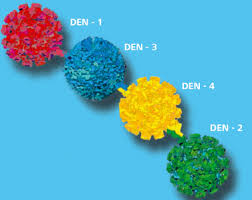 DEN - 1
DEN - 3
DEN - 4
DEN - 2